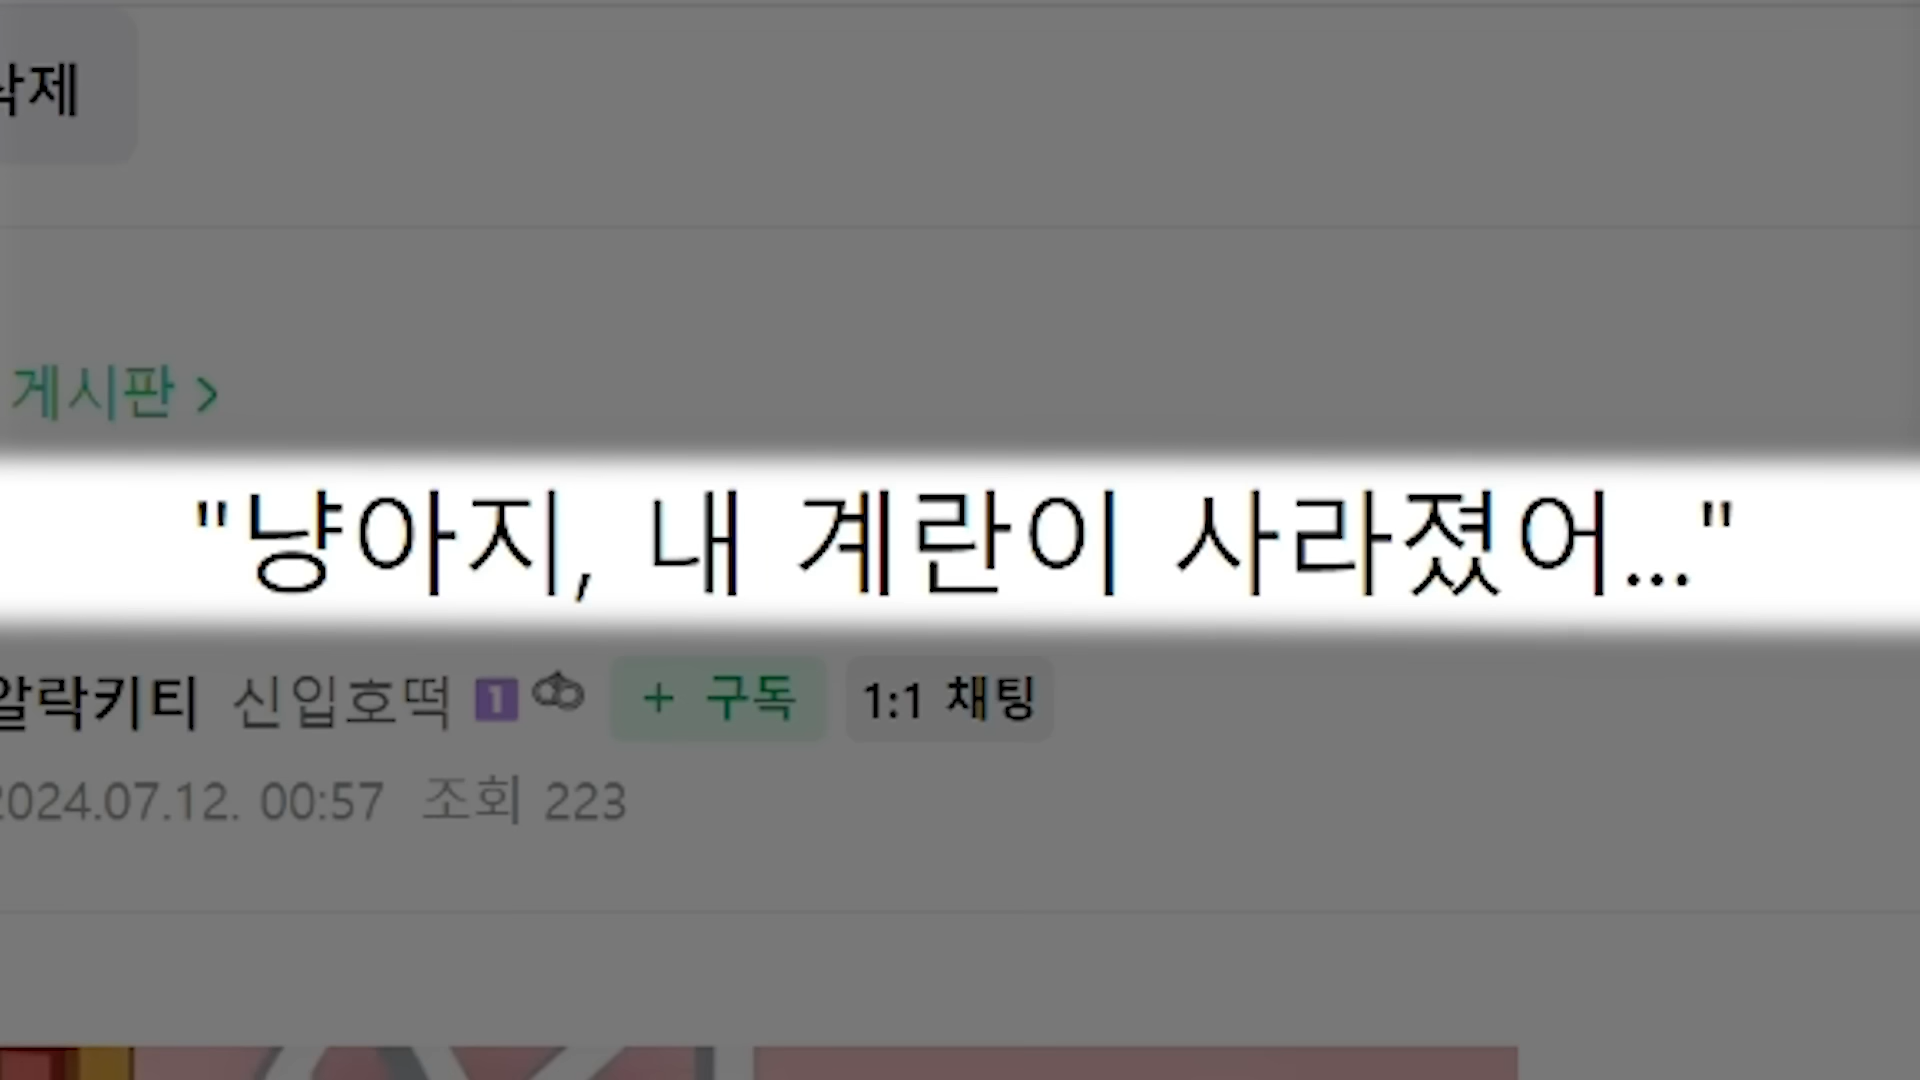 삭제
게시판 >
"냥아지, 내 계란이 사라졌어..."
알락키티 신입호떡 1 + 구독 1:1 채팅
2024.07.12. 00:57 조회 223